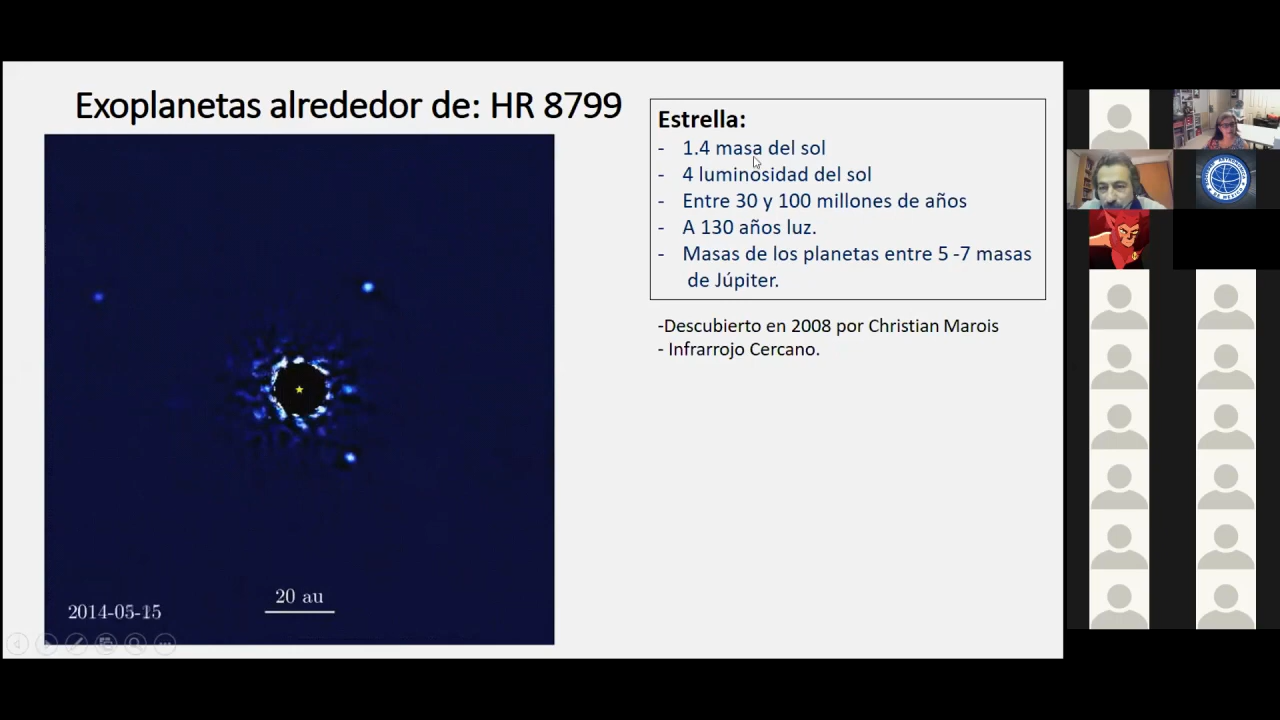 Exoplanetas alrededor de: HR 8799
Estrella:
- 1.4 masa del sol
- 4 luminosidad del sol
- Entre 30 y 100 millones de años
- A 130 años luz.
- Masas de los planetas entre 5 -7 masas
de Júpiter.
-Descubierto en 2008 por Christian Marois
- Infrarrojo Cercano.
20 au
2014-05-15